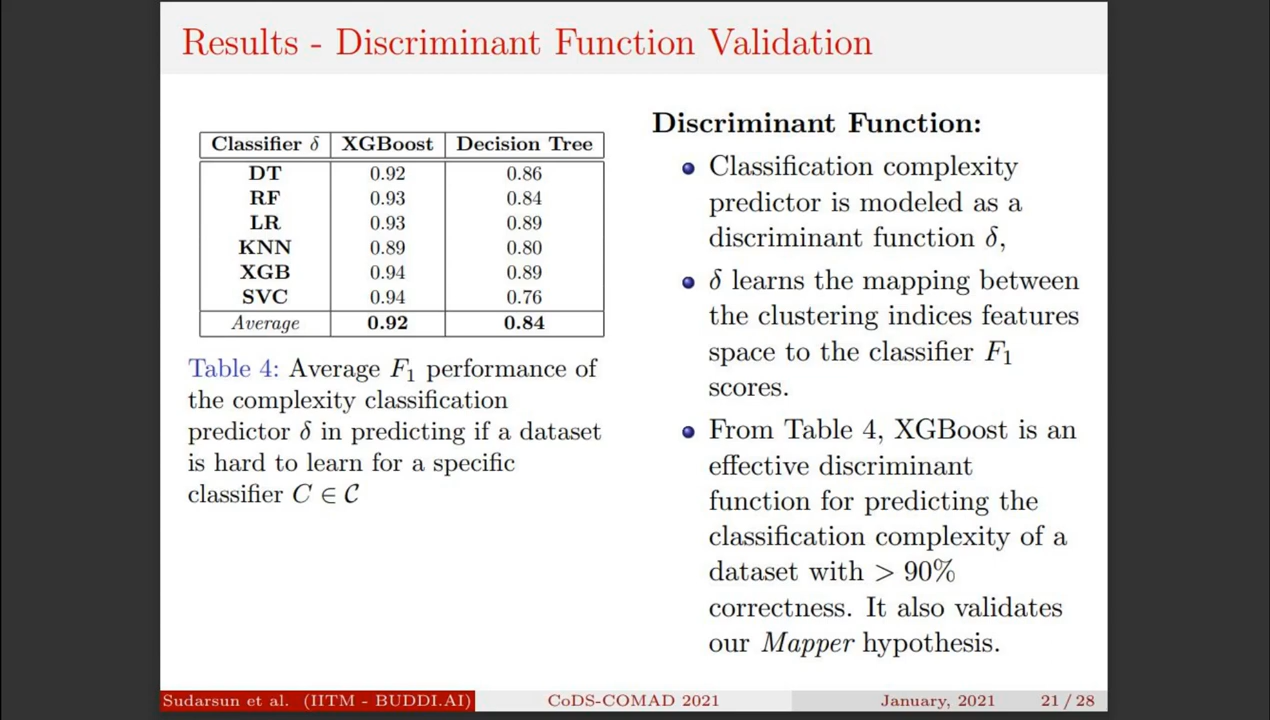 Results - Discriminant Function Validation
Classifier δ XGBoost Decision Tree
DT 0.92 0.86
RF 0.93 0.84
LR 0.93 0.89
KNN 0.89 0.80
XGB 0.94 0.89
SVC 0.94 0.76
Average 0.92 0.84
Table 4: Average F₁ performance of
the complexity classification
predictor δ in predicting if a dataset
is hard to learn for a specific
classifier C ∈ 𝒞
Discriminant Function:
Classification complexity
predictor is modeled as a
discriminant function δ,
δ learns the mapping between
the clustering indices features
space to the classifier F₁
scores.
From Table 4, XGBoost is an
effective discriminant
function for predicting the
classification complexity of a
dataset with > 90%
correctness. It also validates
our Mapper hypothesis.
Sudarsun et al. (IITM - BUDDI.AI) CoDS-COMAD 2021 January, 2021 21 / 28